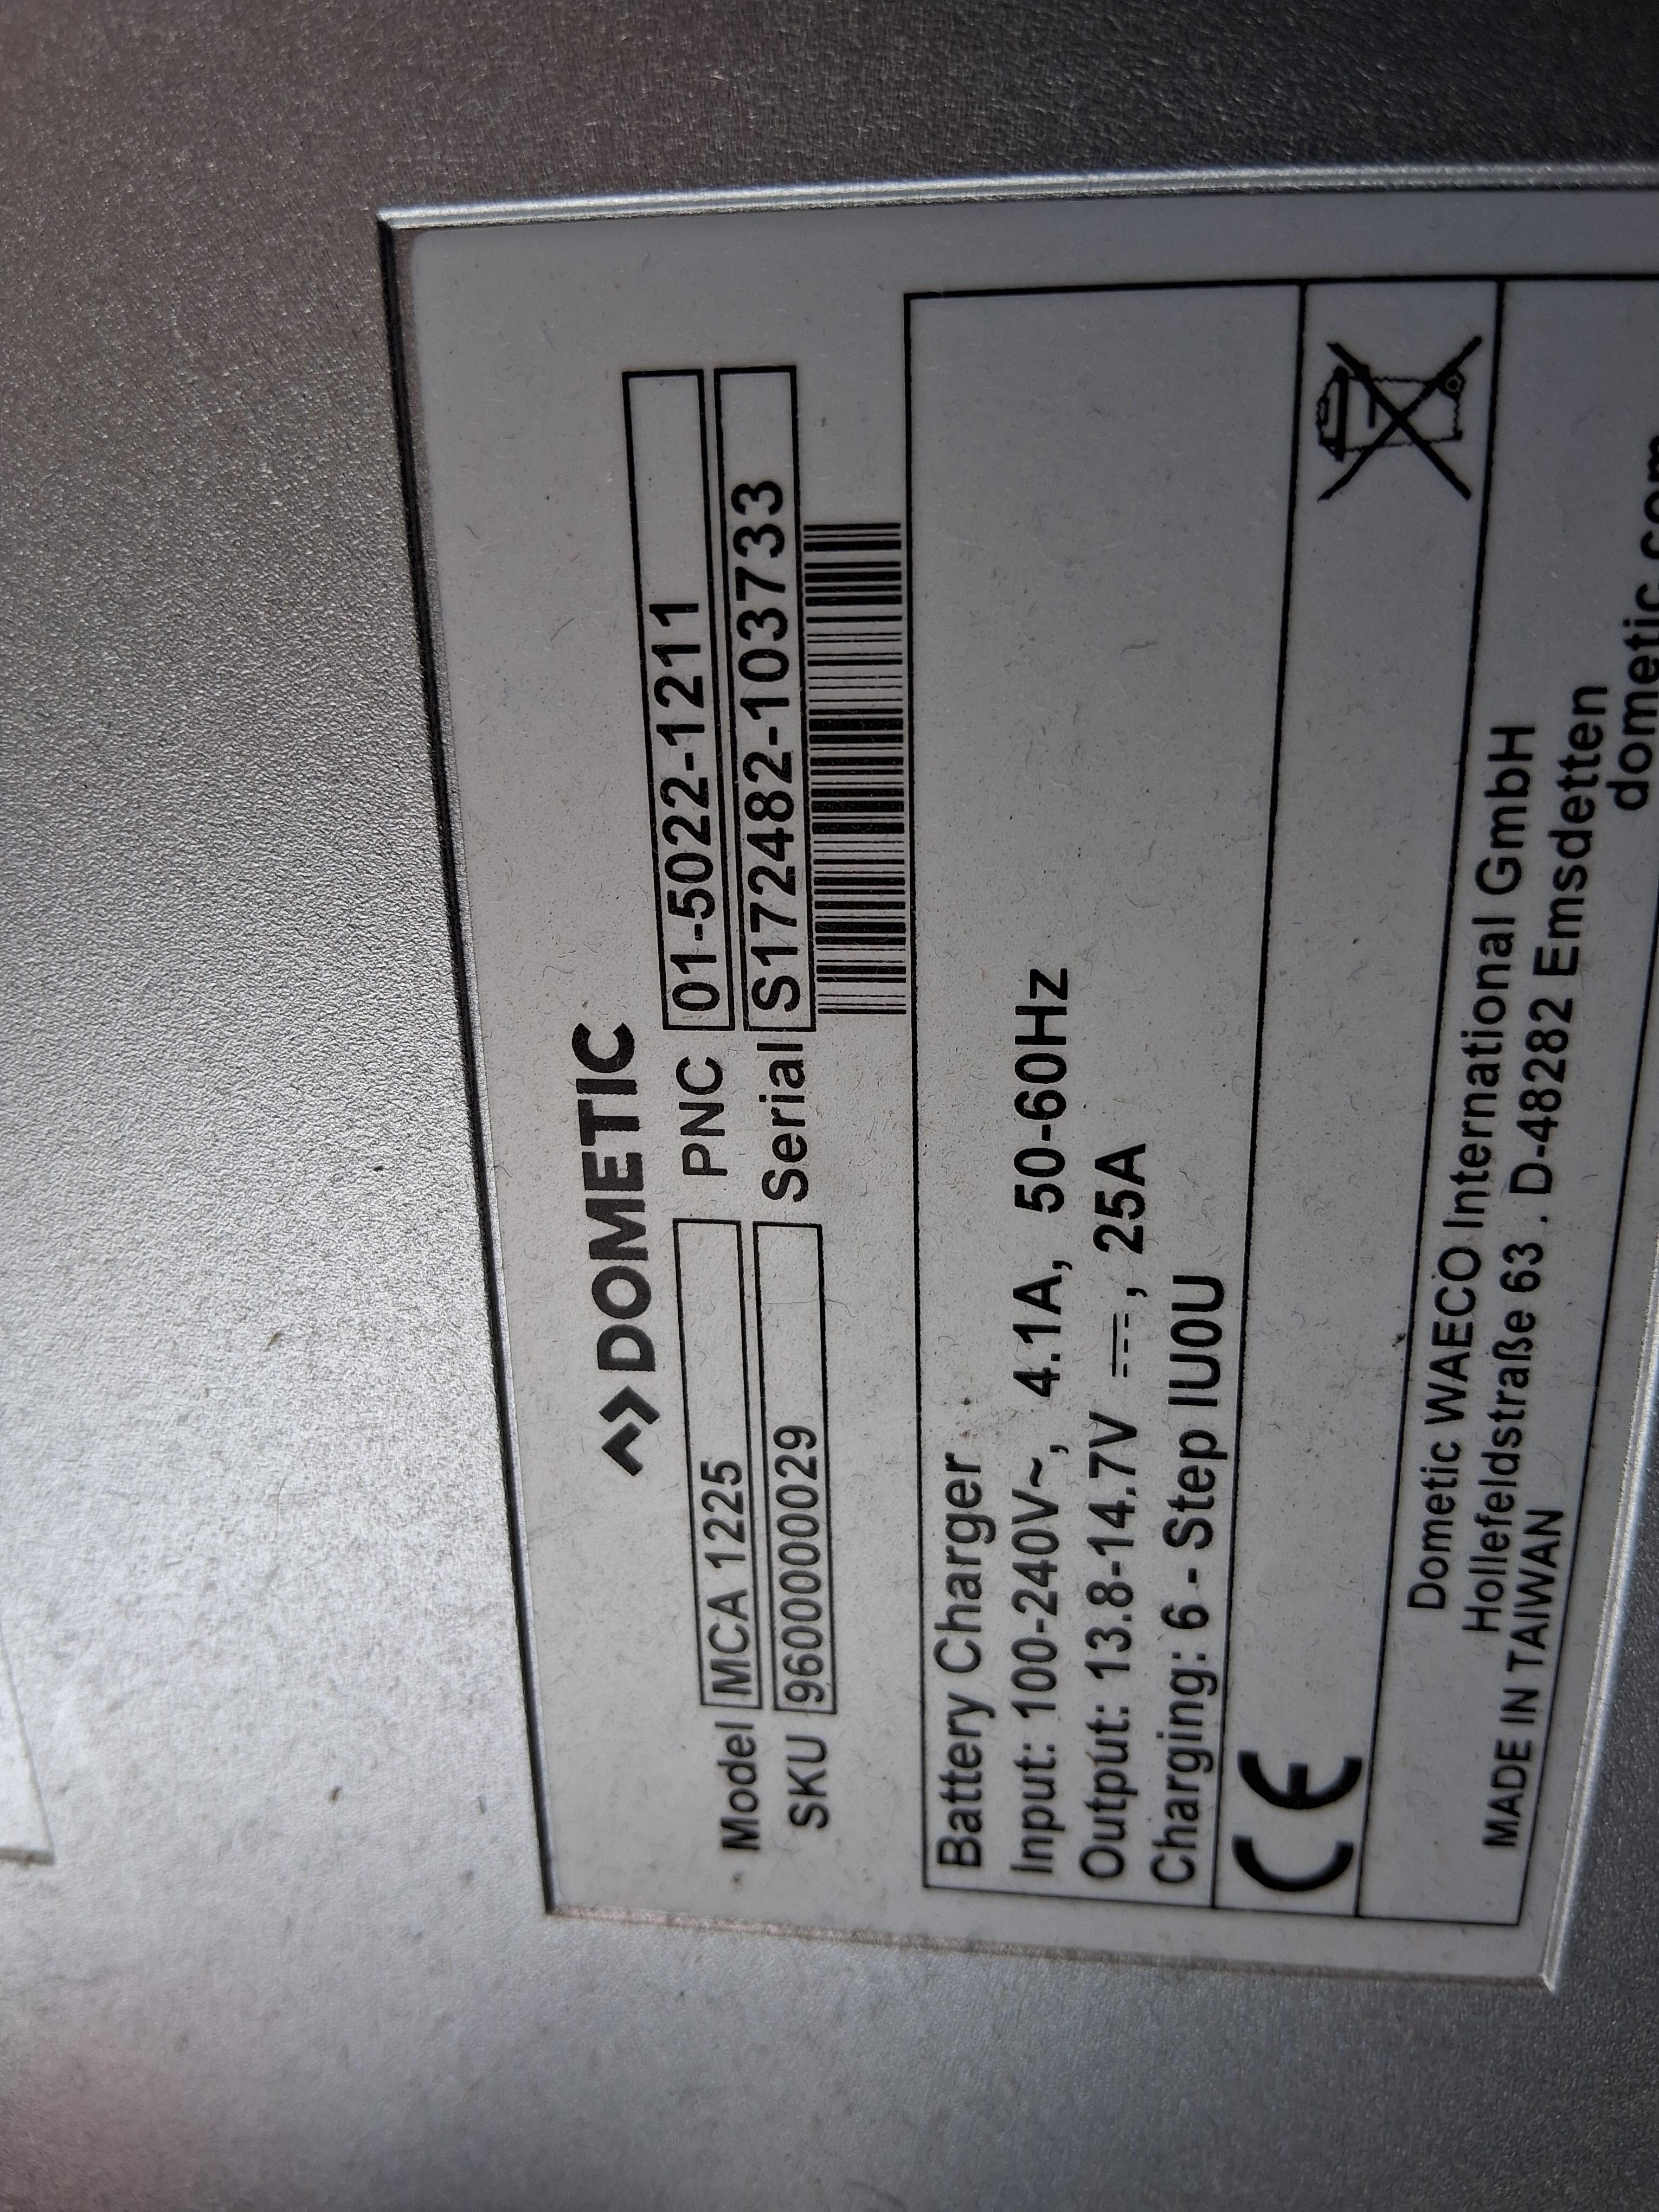 DOMETIC
Model MCA 1225 PNC 01-5022-1211
SKU 9600000029 Serial S172482-103733
Battery Charger
Input: 100-240V~, 4.1A, 50-60Hz
Output: 13.8-14.7V ⎓, 25A
Charging: 6 - Step IU0U
CE
Dometic WAECO International GmbH
Hollefeldstraße 63 . D-48282 Emsdetten
MADE IN TAIWAN
dometic.com